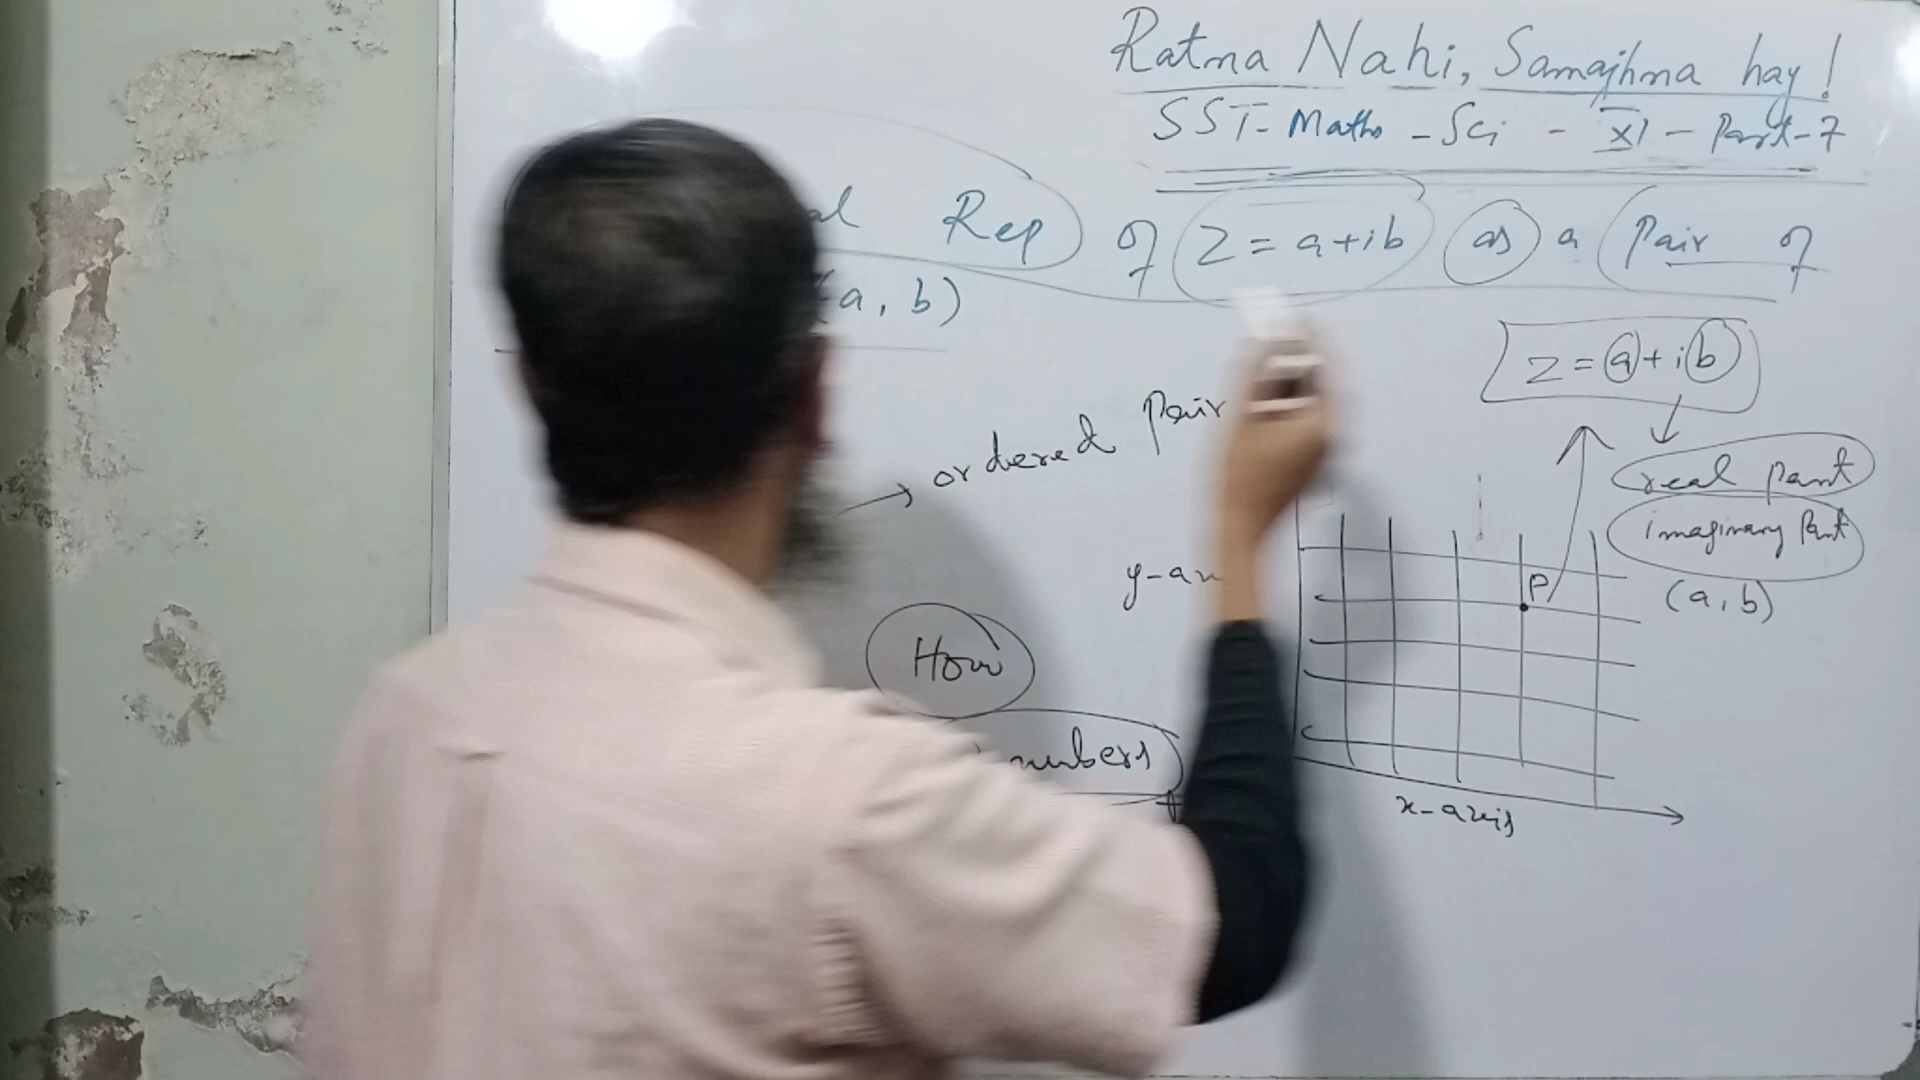 Ratna Nahi, Samajhna hay!
SST- Maths - Sci - XI - Part-7
al Rep of Z = a+ib as a Pair of
(a, b)
Z = a + ib
ordered Pair
real Part
imaginary Part
(a, b)
y-ax
P
How
numbers
x-axis